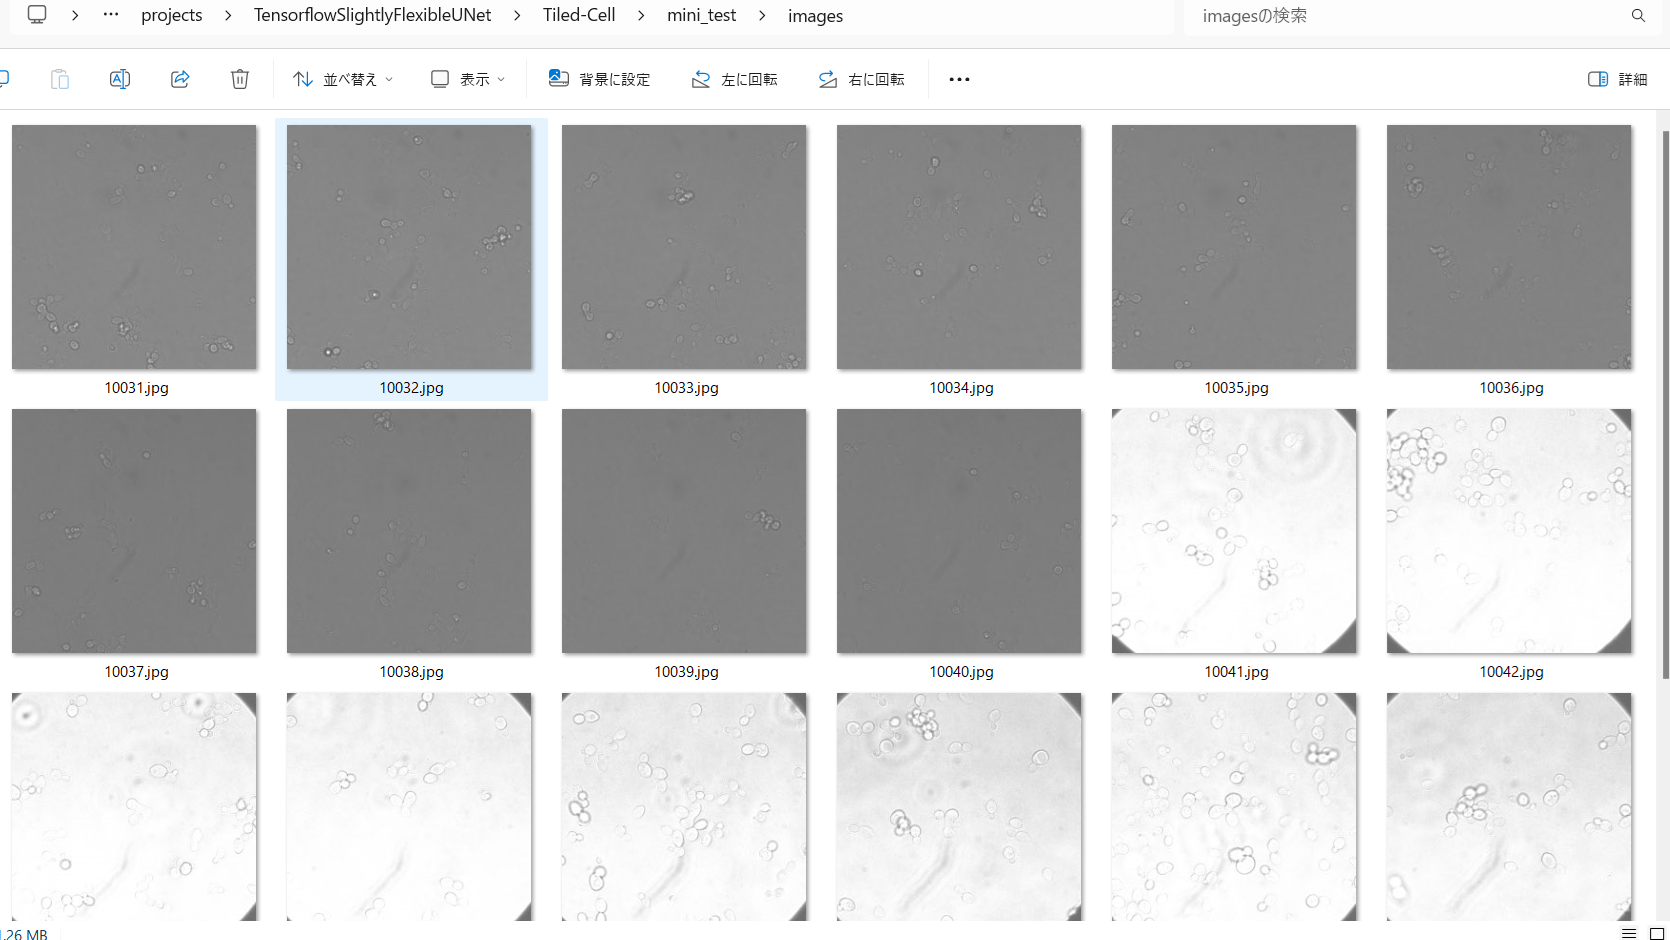 projects TensorflowSlightlyFlexibleUNet Tiled-Cell mini_test images
imagesの検索
並べ替え 表示 背景に設定 左に回転 右に回転 詳細
10031.jpg 10032.jpg 10033.jpg 10034.jpg 10035.jpg 10036.jpg
10037.jpg 10038.jpg 10039.jpg 10040.jpg 10041.jpg 10042.jpg
.26 MB